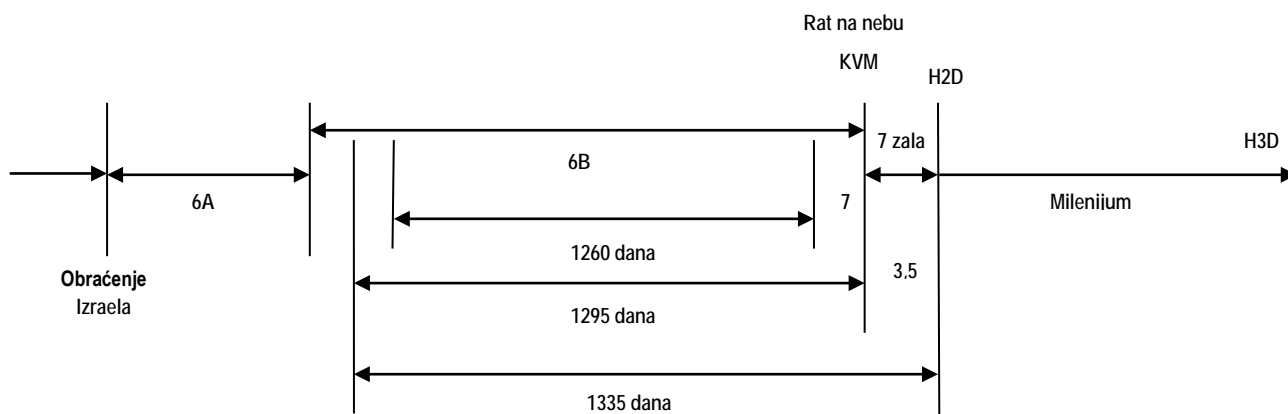 Rat na nebu
KVM
H2D
7 zala
H3D
6B
6A
7
Milenijum
1260 dana
Obraćenje
Izraela
3,5
1295 dana
1335 dana